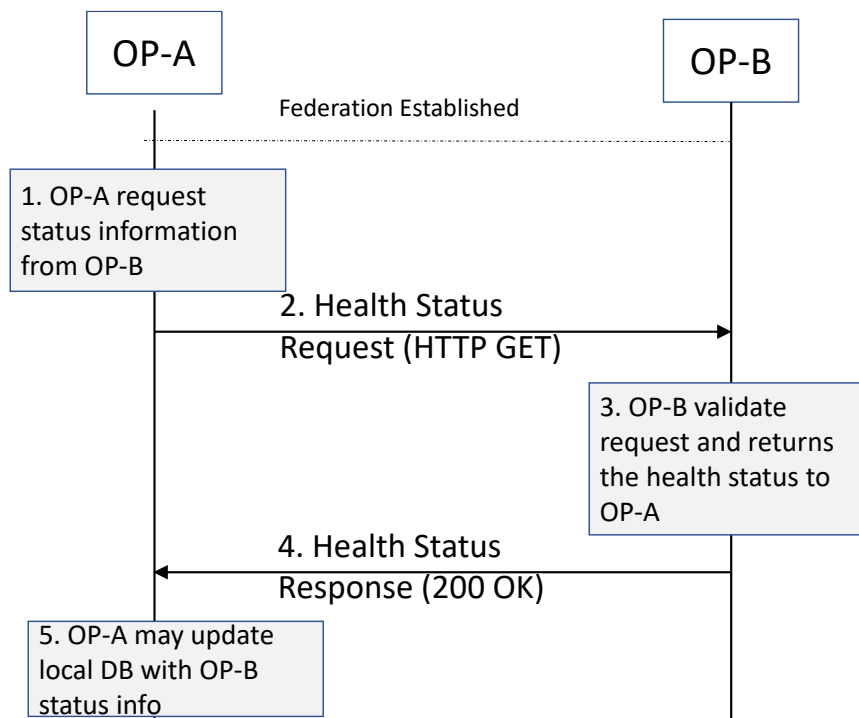 OP-A
OP-B
Federation Established
1. OP-A request
status information
from OP-B
2. Health Status
Request (HTTP GET)
3. OP-B validate
request and returns
the health status to
OP-A
4. Health Status
Response (200 OK)
5. OP-A may update
local DB with OP-B
status info